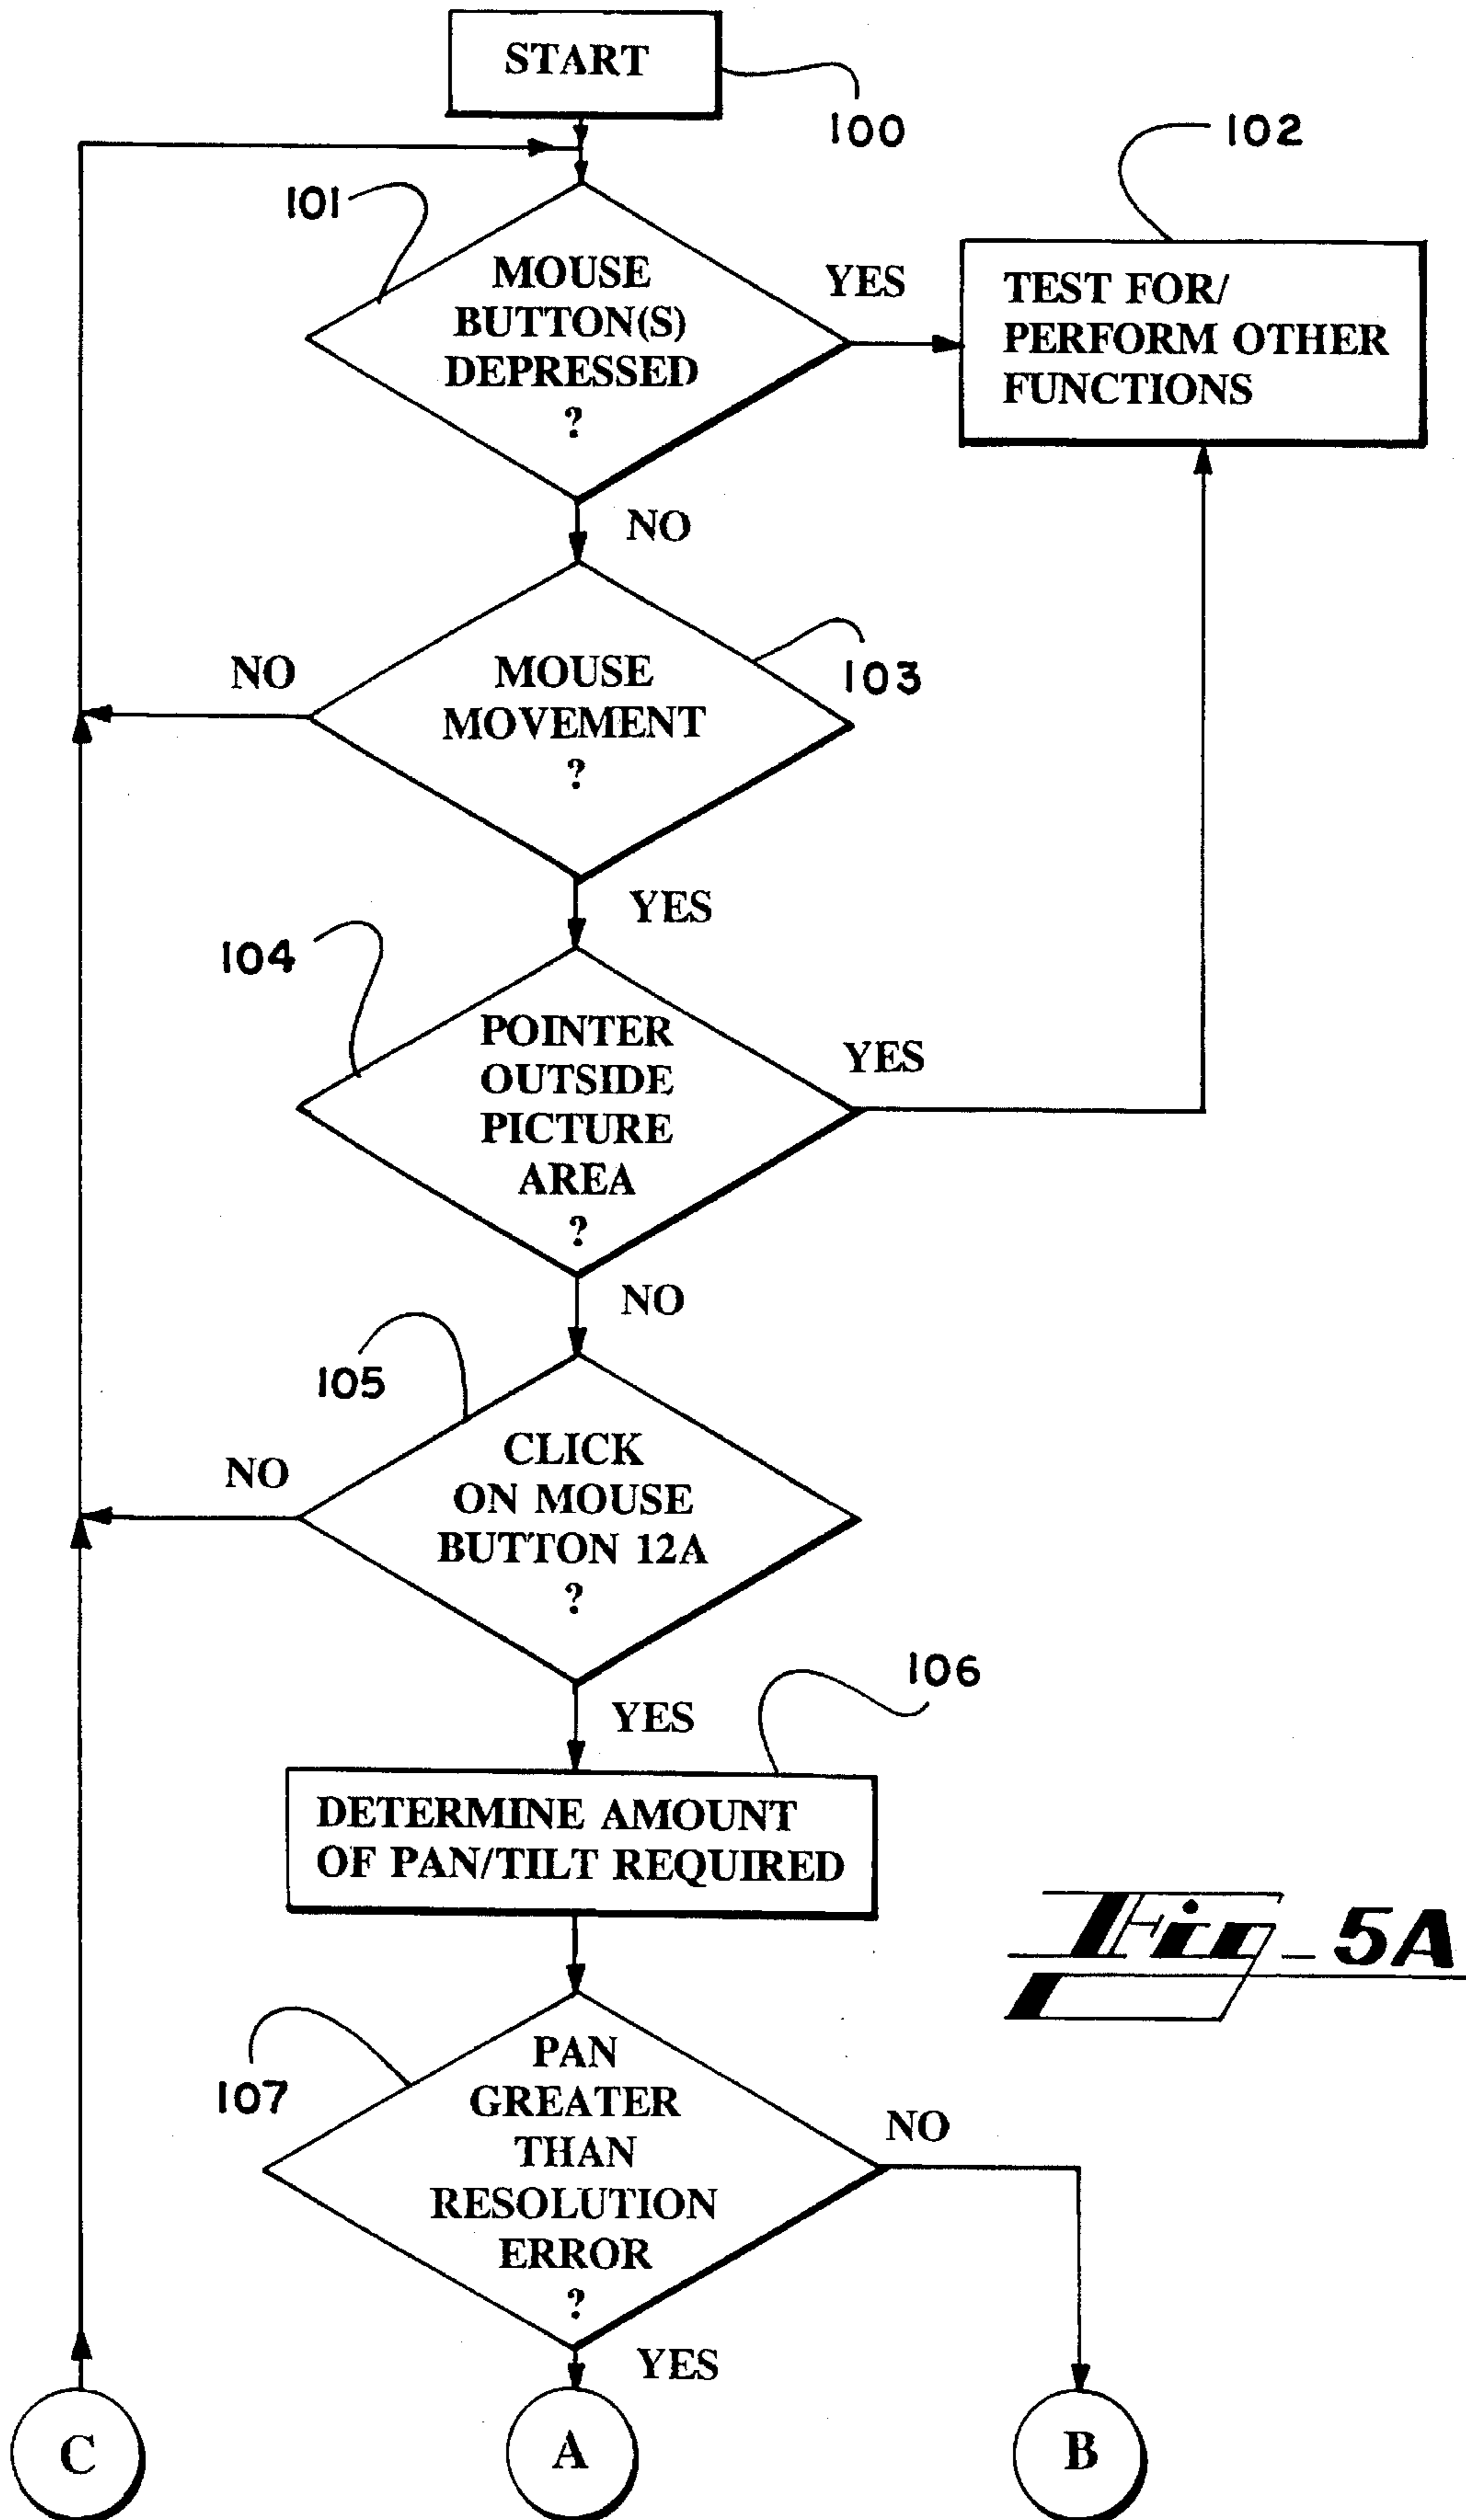 START
100
102
101
MOUSE
BUTTON(S)
DEPRESSED
?
YES
TEST FOR/
PERFORM OTHER
FUNCTIONS
NO
NO
MOUSE
MOVEMENT
?
103
YES
104
POINTER
OUTSIDE
PICTURE
AREA
?
YES
NO
105
NO
CLICK
ON MOUSE
BUTTON 12A
?
106
YES
DETERMINE AMOUNT
OF PAN/TILT REQUIRED
Fig 5A
107
PAN
GREATER
THAN
RESOLUTION
ERROR
?
NO
YES
C
A
B